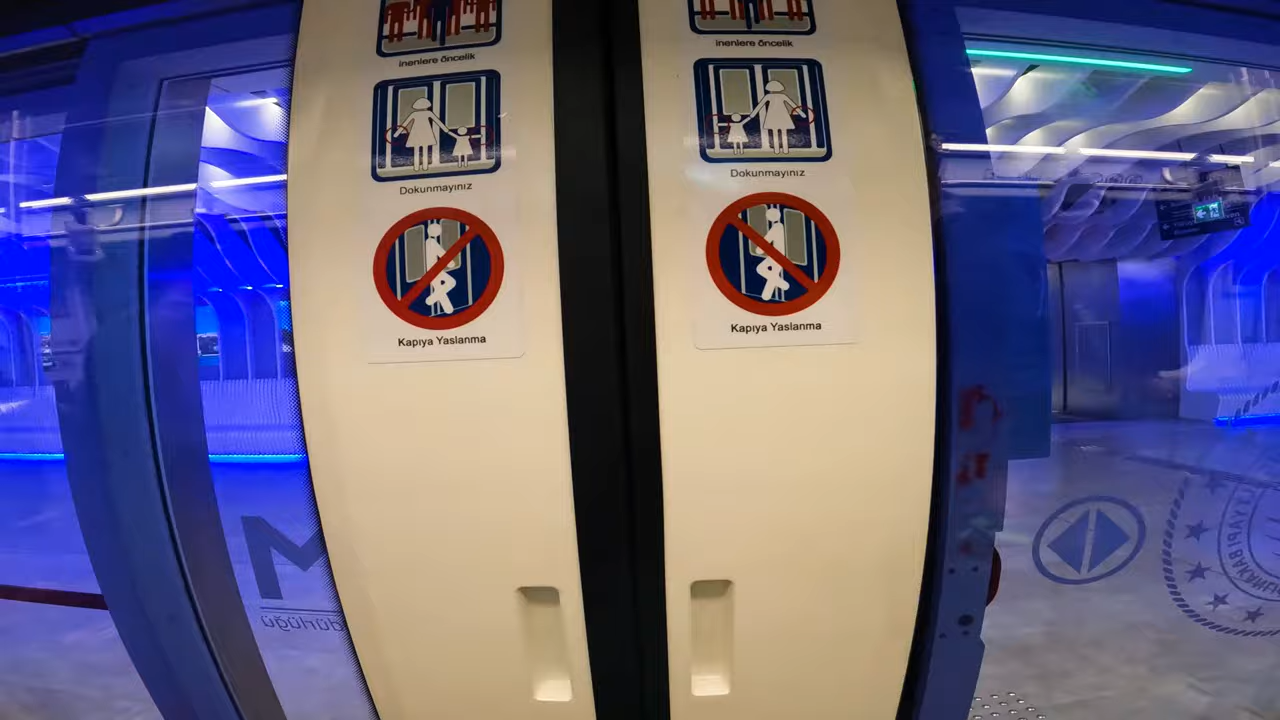 inenlere öncelik
Dokunmayınız
Kapıya Yaslanma
inenlere öncelik
Dokunmayınız
Kapıya Yaslanma
M